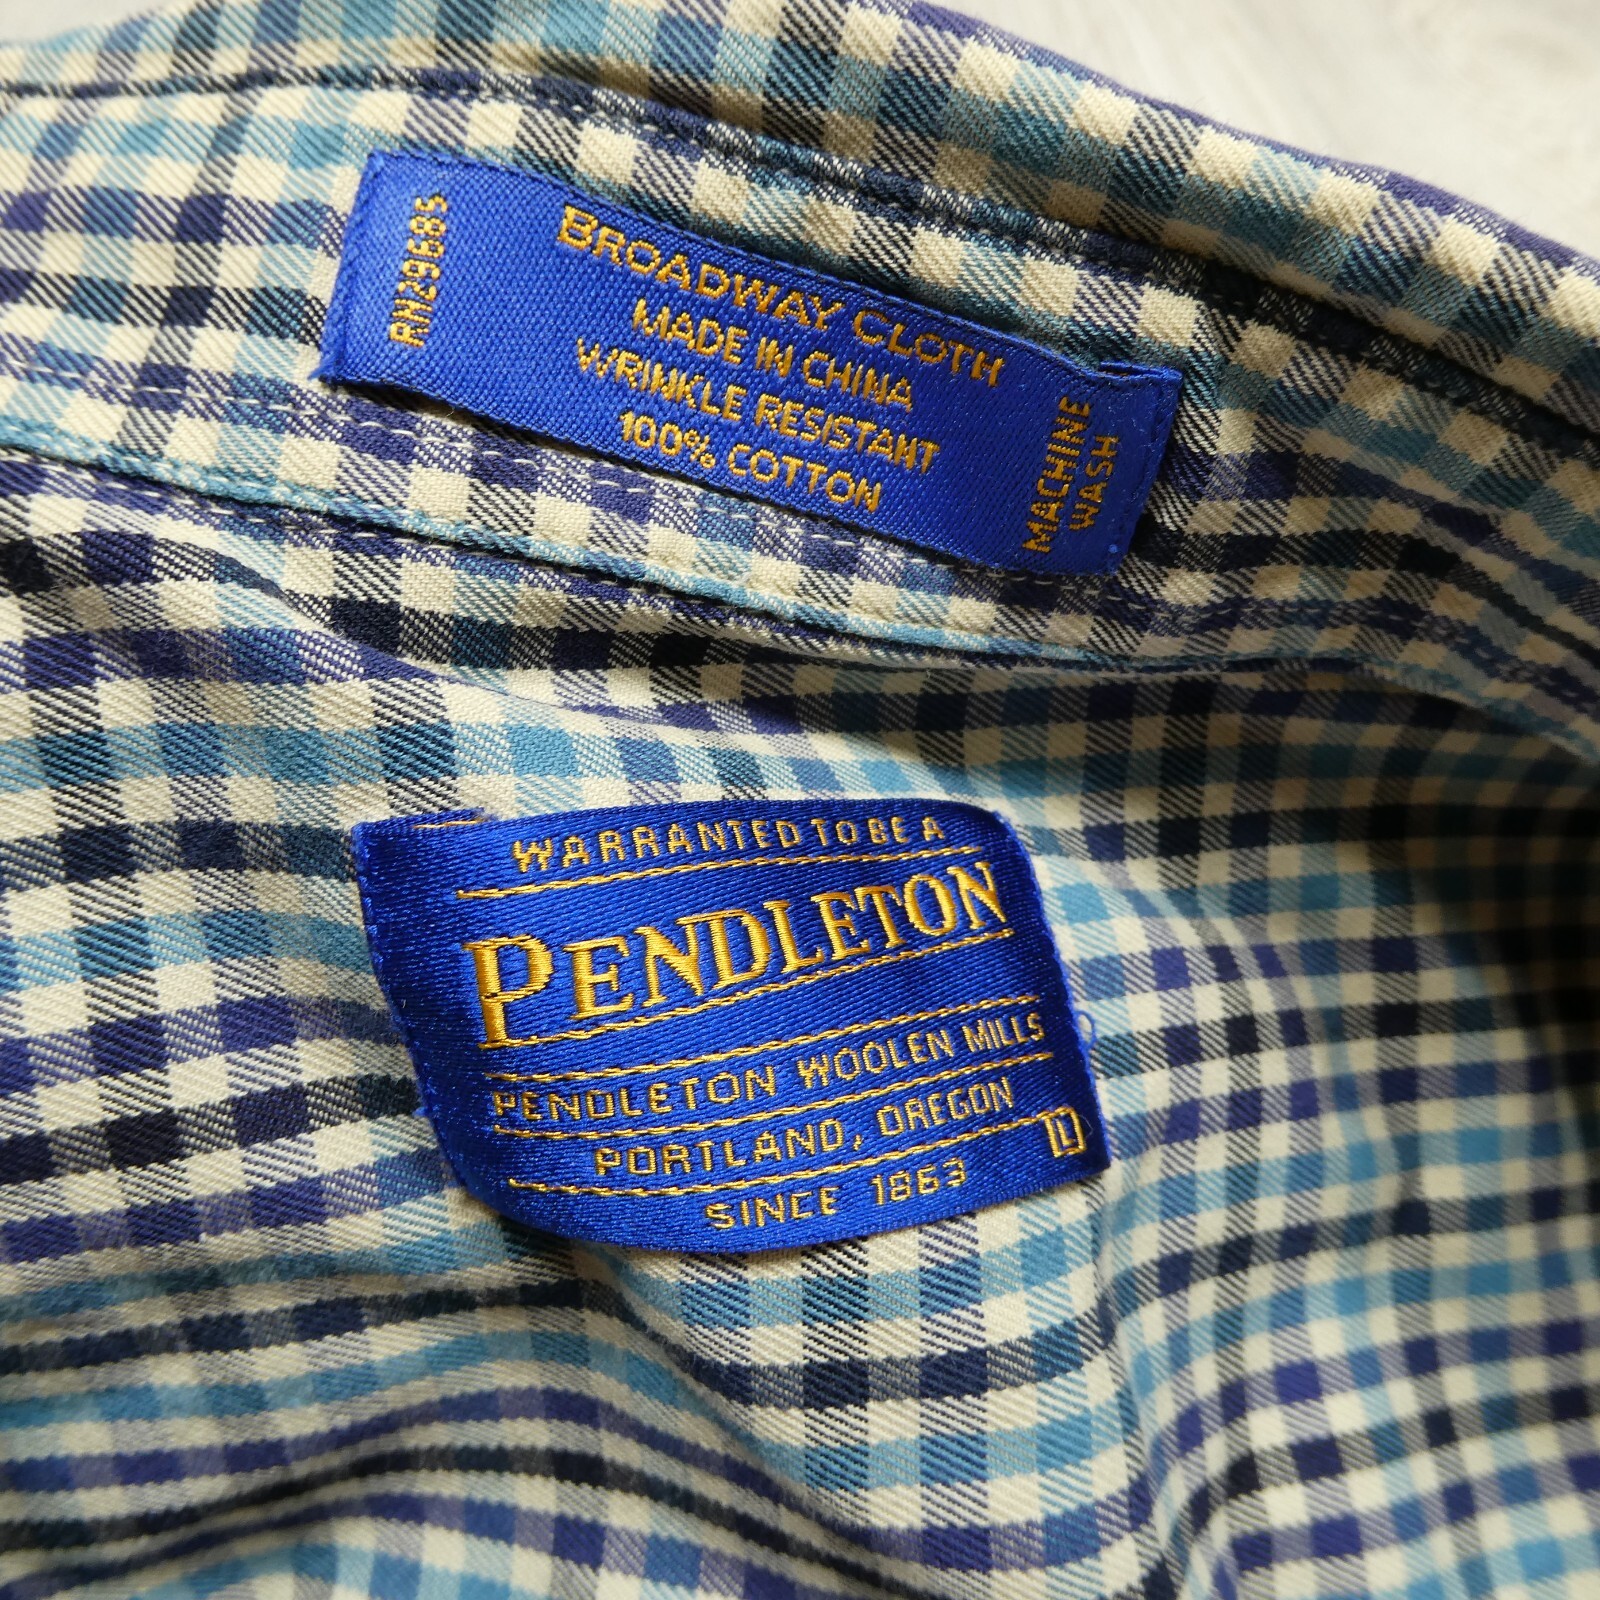 RN29685
BROADWAY CLOTH
MADE IN CHINA
WRINKLE RESISTANT
100% COTTON
MACHINE
WASH
WARRANTED TO BE A
PENDLETON
PENDLETON WOOLEN MILLS
PORTLAND, OREGON
L
SINCE 1863